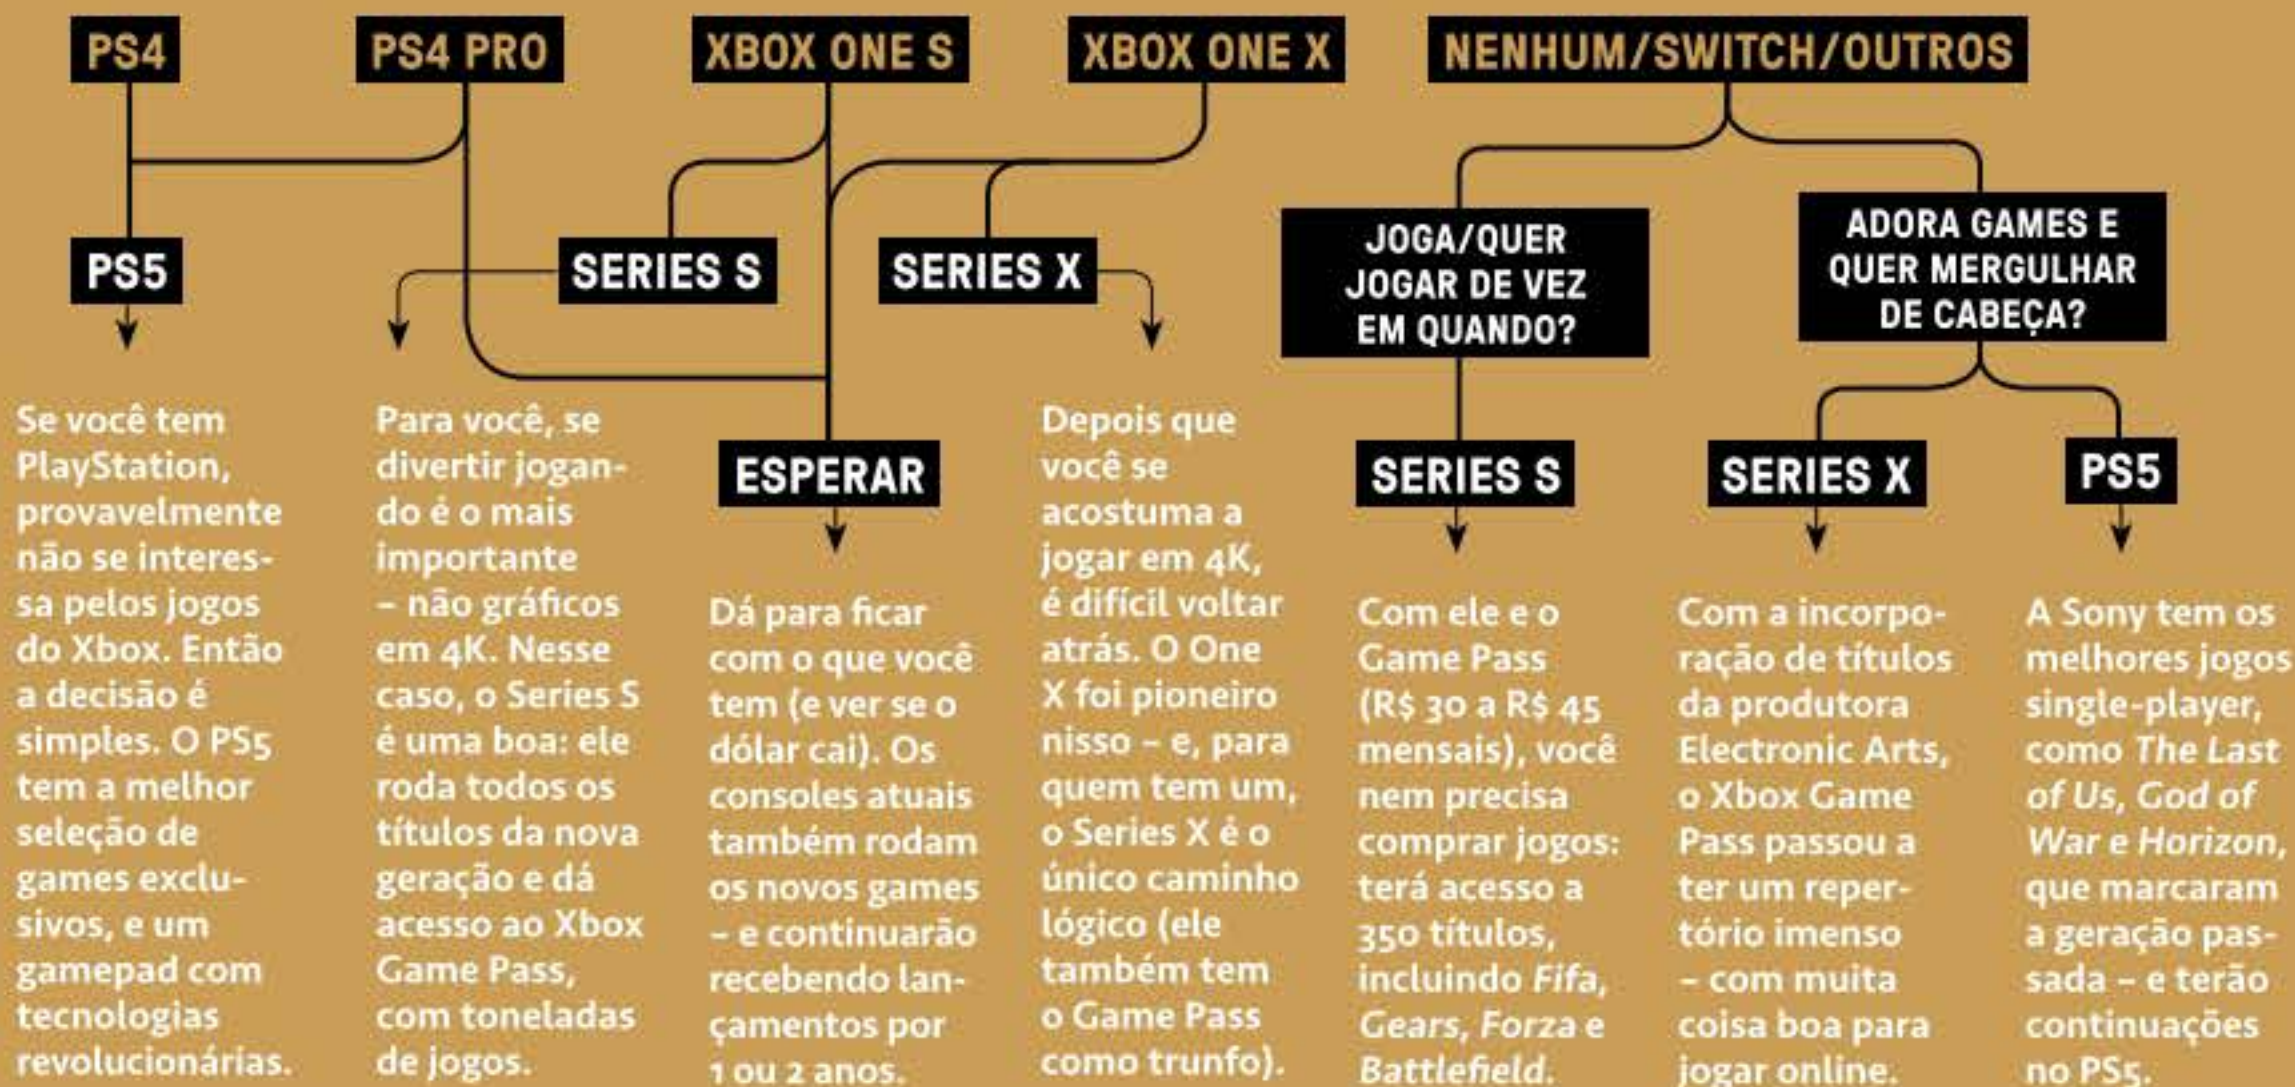 PS4
PS4 PRO
XBOX ONE S
XBOX ONE X
NENHUM/SWITCH/OUTROS
PS5
SERIES S
SERIES X
JOGA/QUER
JOGAR DE VEZ
EM QUANDO?
ADORA GAMES E
QUER MERGULHAR
DE CABEÇA?
ESPERAR
SERIES S
SERIES X
PS5
Se você tem
PlayStation,
provavelmente
não se interes-
sa pelos jogos
do Xbox. Então
a decisão é
simples. O PS5
tem a melhor
seleção de
games exclu-
sivos, e um
gamepad com
tecnologias
revolucionárias.
Para você, se
divertir jogan-
do é o mais
importante
– não gráficos
em 4K. Nesse
caso, o Series S
é uma boa: ele
roda todos os
títulos da nova
geração e dá
acesso ao Xbox
Game Pass,
com toneladas
de jogos.
Dá para ficar
com o que você
tem (e ver se o
dólar cai). Os
consoles atuais
também rodam
os novos games
– e continuarão
recebendo lan-
çamentos por
1 ou 2 anos.
Depois que
você se
acostuma a
jogar em 4K,
é difícil voltar
atrás. O One
X foi pioneiro
nisso – e, para
quem tem um,
o Series X é o
único caminho
lógico (ele
também tem
o Game Pass
como trunfo).
Com ele e o
Game Pass
(R$ 30 a R$ 45
mensais), você
nem precisa
comprar jogos:
terá acesso a
350 títulos,
incluindo Fifa,
Gears, Forza e
Battlefield.
Com a incorpo-
ração de títulos
da produtora
Electronic Arts,
o Xbox Game
Pass passou a
ter um reper-
tório imenso
– com muita
coisa boa para
jogar online.
A Sony tem os
melhores jogos
single-player,
como The Last
of Us, God of
War e Horizon,
que marcaram
a geração pas-
sada – e terão
continuações
no PS5.